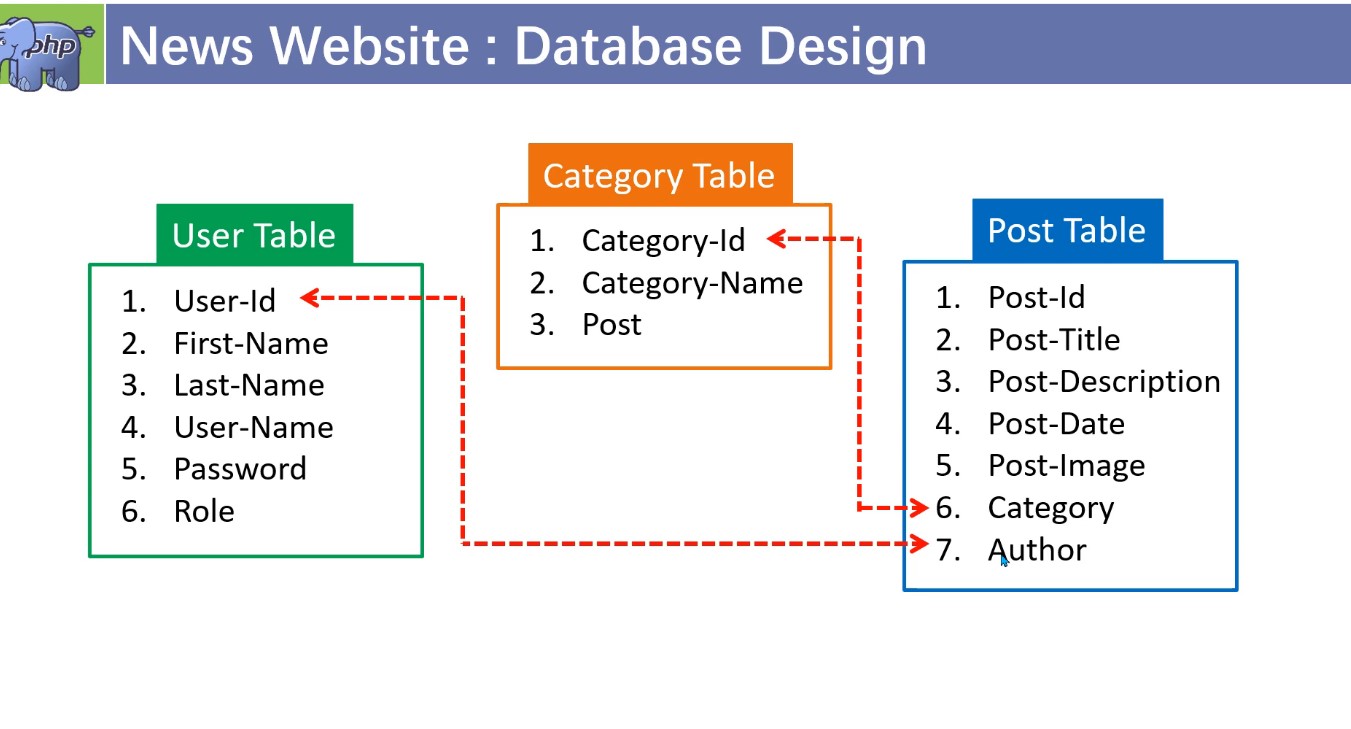 php
News Website : Database Design
User Table
1. User-Id
2. First-Name
3. Last-Name
4. User-Name
5. Password
6. Role
Category Table
1. Category-Id
2. Category-Name
3. Post
Post Table
1. Post-Id
2. Post-Title
3. Post-Description
4. Post-Date
5. Post-Image
6. Category
7. Author